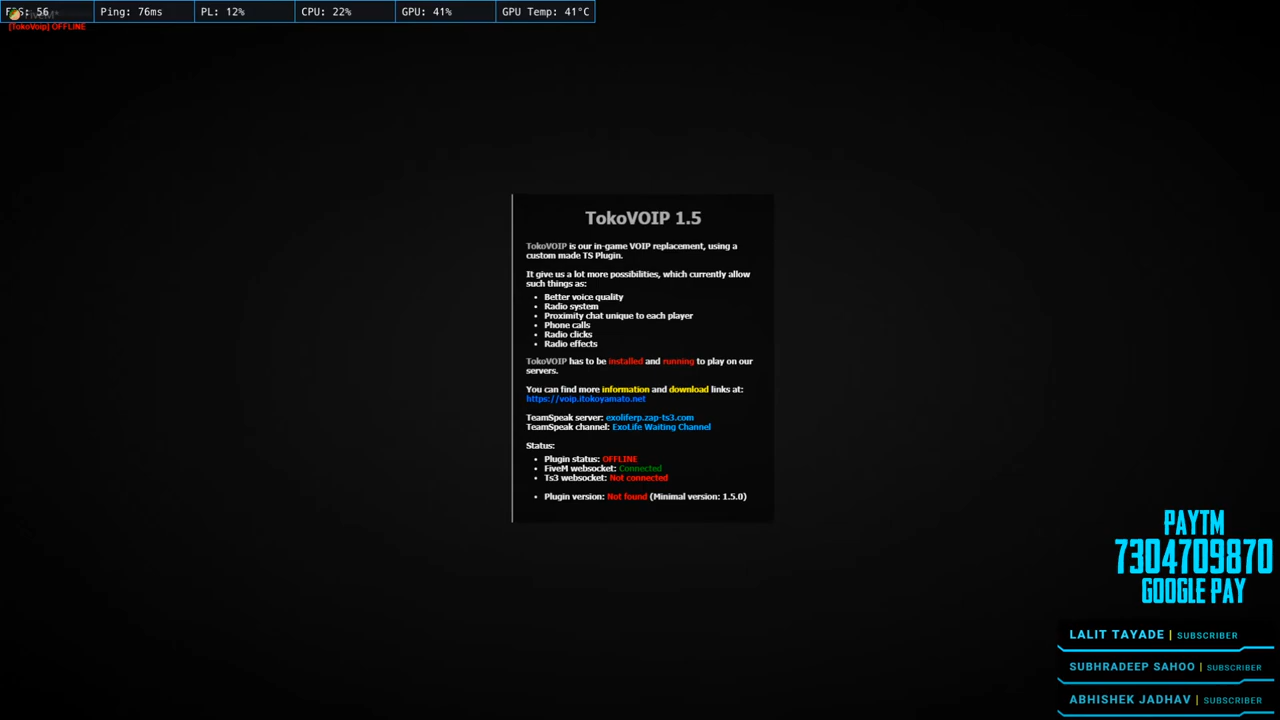 FPS: 56
Ping: 76ms
PL: 12%
CPU: 22%
GPU: 41%
GPU Temp: 41°C
[TokoVoip] OFFLINE
TokoVOIP 1.5
TokoVOIP is our in-game VOIP replacement, using a
custom made TS Plugin.
It give us a lot more possibilities, which currently allow
such things as:
Better voice quality
Radio system
Proximity chat unique to each player
Phone calls
Radio clicks
Radio effects
TokoVOIP has to be installed and running to play on our
servers.
You can find more information and download links at:
https://voip.itokoyamato.net
TeamSpeak server: exoliferp.zap-ts3.com
TeamSpeak channel: ExoLife Waiting Channel
Status:
Plugin status: OFFLINE
FiveM websocket: Connected
Ts3 websocket: Not connected
Plugin version: Not found (Minimal version: 1.5.0)
PAYTM
7304709870
GOOGLE PAY
LALIT TAYADE | SUBSCRIBER
SUBHRADEEP SAHOO | SUBSCRIBER
ABHISHEK JADHAV | SUBSCRIBER